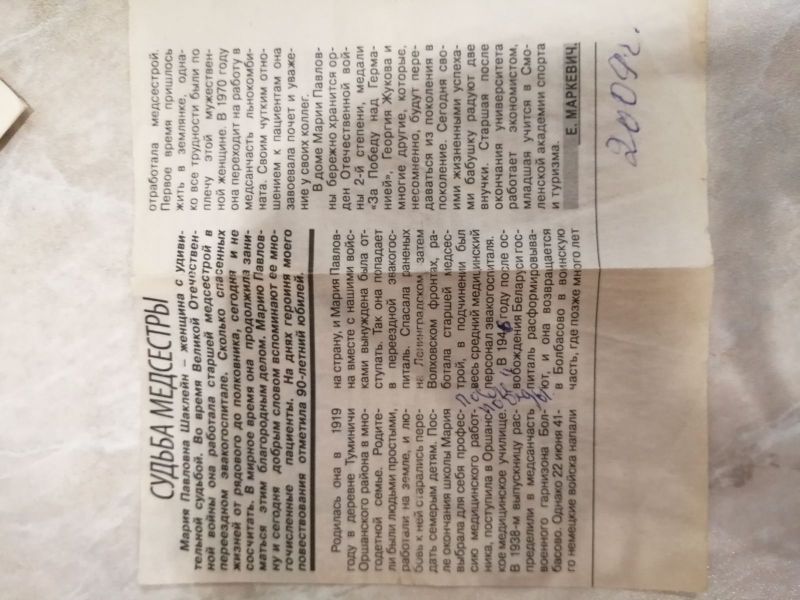 СУДЬБА МЕДСЕСТРЫ
Мария Павловна Шаклейн – женщина с удиви-
тельной судьбой. Во время Великой Отечествен-
ной войны она работала старшей медсестрой в
переездном эвакогоспитале. Сколько спасенных
жизней от рядового до полковника, сегодня и не
сосчитать. В мирное время она продолжила зани-
маться этим благородным делом. Марию Павлов-
ну и сегодня добрым словом вспоминают ее мно-
гочисленные пациенты. На днях героиня моего
повествования отметила 90-летний юбилей.
Родилась она в 1919
году в деревне Туминичи
Оршанского района в мно-
годетной семье. Родите-
ли были людьми простыми,
работали на земле, и лю-
бовь к ней старались пере-
дать семерым детям. Пос-
ле окончания школы Мария
выбрала для себя профес-
сию медицинского работ-
ника, поступила в Оршанс-
кое медицинское училище.
В 1938-м выпускницу рас-
пределили в медсанчасть
военного гарнизона Бол-
басово. Однако 22 июня 41-
го немецкие войска напали
на страну, и Мария Павлов-
на вместе с нашими войс-
ками вынуждена была от-
ступать. Так она попадает
в переездной эвакогос-
питаль. Спасала раненых
на Ленинградском, затем
Волховском фронтах, ра-
ботала старшей медсес-
трой, в подчинении был
весь средний медицинский
персонал эвакогоспиталя.
В 1946 году после ос-
вобождения Беларуси гос-
питаль расформировыва-
ют, и она возвращается
в Болбасово в воинскую
часть, где позже много лет
отработала медсестрой.
Первое время пришлось
жить в землянке, одна-
ко все трудности были по
плечу этой мужествен-
ной женщине. В 1970 году
она переходит на работу в
медсанчасть льнокомби-
ната. Своим чутким отно-
шением к пациентам она
завоевала почет и уваже-
ние у своих коллег.
В доме Марии Павлов-
ны бережно хранится ор-
ден Отечественной вой-
ны 2-й степени, медали
«За Победу над Герма-
нией», Георгия Жукова и
многие другие, которые,
несомненно, будут пере-
даваться из поколения в
поколение. Сегодня сво-
ими жизненными успеха-
ми бабушку радуют две
внучки. Старшая после
окончания университета
работает экономистом,
младшая учится в Смо-
ленской академии спорта
и туризма.
Е. МАРКЕВИЧ.
2009г.